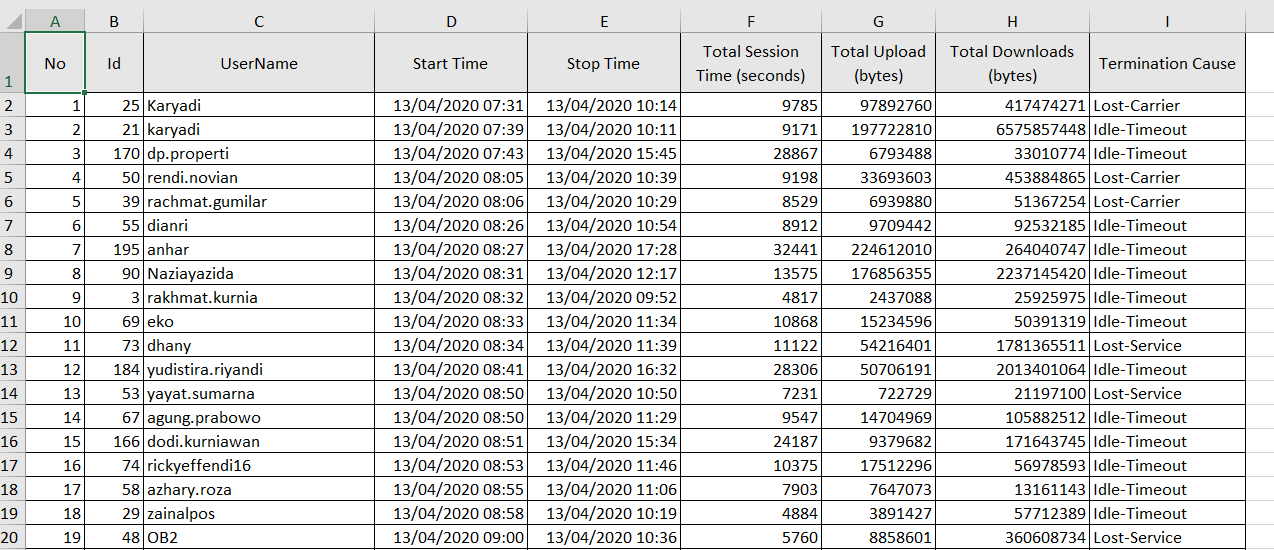 A B C D E F G H I
1 No Id UserName Start Time Stop Time Total Session Time (seconds) Total Upload (bytes) Total Downloads (bytes) Termination Cause
2 1 25 Karyadi 13/04/2020 07:31 13/04/2020 10:14 9785 97892760 417474271 Lost-Carrier
3 2 21 karyadi 13/04/2020 07:39 13/04/2020 10:11 9171 197722810 6575857448 Idle-Timeout
4 3 170 dp.properti 13/04/2020 07:43 13/04/2020 15:45 28867 6793488 33010774 Idle-Timeout
5 4 50 rendi.novian 13/04/2020 08:05 13/04/2020 10:39 9198 33693603 453884865 Lost-Carrier
6 5 39 rachmat.gumilar 13/04/2020 08:06 13/04/2020 10:29 8529 6939880 51367254 Lost-Carrier
7 6 55 dianri 13/04/2020 08:26 13/04/2020 10:54 8912 9709442 92532185 Idle-Timeout
8 7 195 anhar 13/04/2020 08:27 13/04/2020 17:28 32441 224612010 264040747 Idle-Timeout
9 8 90 Naziayazida 13/04/2020 08:31 13/04/2020 12:17 13575 176856355 2237145420 Idle-Timeout
10 9 3 rakhmat.kurnia 13/04/2020 08:32 13/04/2020 09:52 4817 2437088 25925975 Idle-Timeout
11 10 69 eko 13/04/2020 08:33 13/04/2020 11:34 10868 15234596 50391319 Idle-Timeout
12 11 73 dhany 13/04/2020 08:34 13/04/2020 11:39 11122 54216401 1781365511 Lost-Service
13 12 184 yudistira.riyandi 13/04/2020 08:41 13/04/2020 16:32 28306 50706191 2013401064 Idle-Timeout
14 13 53 yayat.sumarna 13/04/2020 08:50 13/04/2020 10:50 7231 722729 21197100 Lost-Service
15 14 67 agung.prabowo 13/04/2020 08:50 13/04/2020 11:29 9547 14704969 105882512 Idle-Timeout
16 15 166 dodi.kurniawan 13/04/2020 08:51 13/04/2020 15:34 24187 9379682 171643745 Idle-Timeout
17 16 74 rickyeffendi16 13/04/2020 08:53 13/04/2020 11:46 10375 17512296 56978593 Idle-Timeout
18 17 58 azhary.roza 13/04/2020 08:55 13/04/2020 11:06 7903 7647073 13161143 Idle-Timeout
19 18 29 zainalpos 13/04/2020 08:58 13/04/2020 10:19 4884 3891427 57712389 Idle-Timeout
20 19 48 OB2 13/04/2020 09:00 13/04/2020 10:36 5760 8858601 360608734 Lost-Service